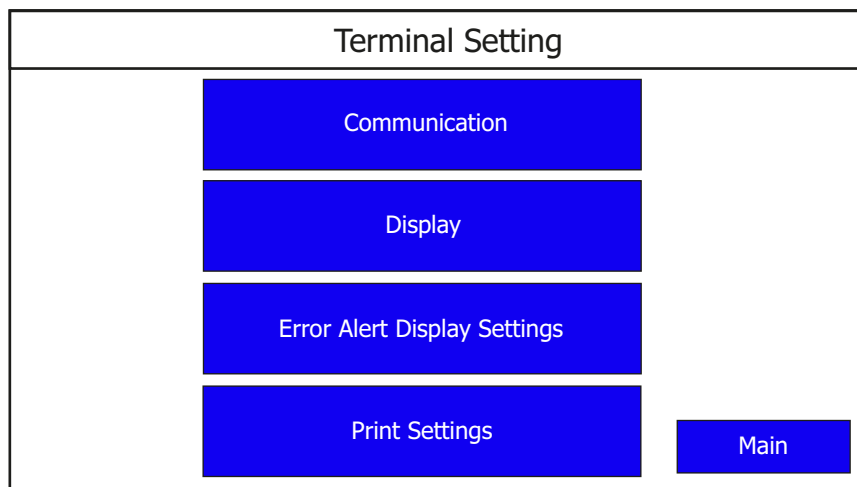 Terminal Setting
Communication
Display
Error Alert Display Settings
Print Settings
Main